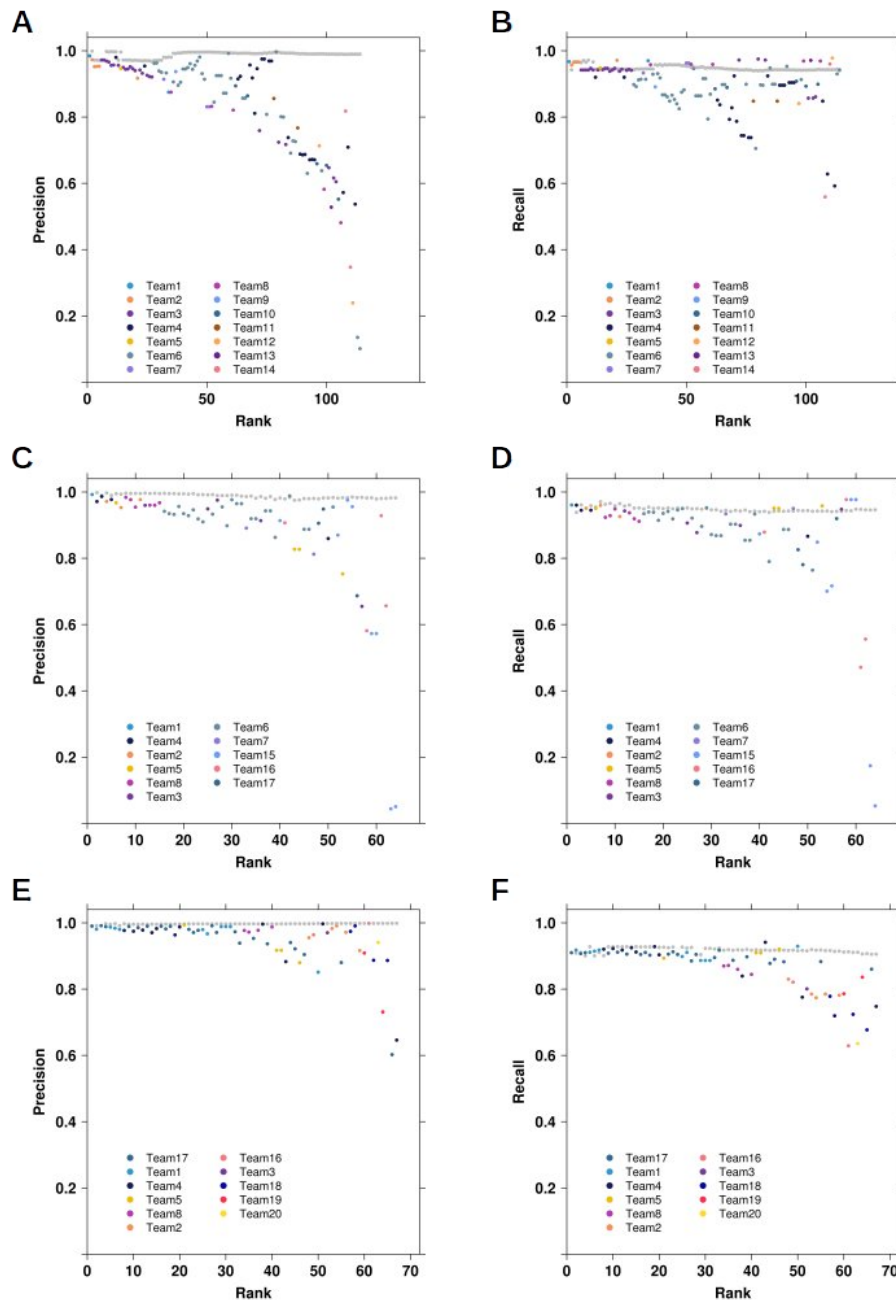 A
B
1.0
0.8
0.6
0.4
0.2
Precision
Team1
Team2
Team3
Team4
Team5
Team6
Team7
Team8
Team9
Team10
Team11
Team12
Team13
Team14
0
50
100
Rank
1.0
0.8
0.6
0.4
0.2
Recall
Team1
Team2
Team3
Team4
Team5
Team6
Team7
Team8
Team9
Team10
Team11
Team12
Team13
Team14
0
50
100
Rank
C
D
1.0
0.8
0.6
0.4
0.2
Precision
Team1
Team4
Team2
Team5
Team8
Team3
Team6
Team7
Team15
Team16
Team17
0 10 20 30 40 50 60
Rank
1.0
0.8
0.6
0.4
0.2
Recall
Team1
Team4
Team2
Team5
Team8
Team3
Team6
Team7
Team15
Team16
Team17
0 10 20 30 40 50 60
Rank
E
F
1.0
0.8
0.6
0.4
0.2
Precision
Team17
Team1
Team4
Team5
Team8
Team2
Team16
Team3
Team18
Team19
Team20
0 10 20 30 40 50 60 70
Rank
1.0
0.8
0.6
0.4
0.2
Recall
Team17
Team1
Team4
Team5
Team8
Team2
Team16
Team3
Team18
Team19
Team20
0 10 20 30 40 50 60 70
Rank